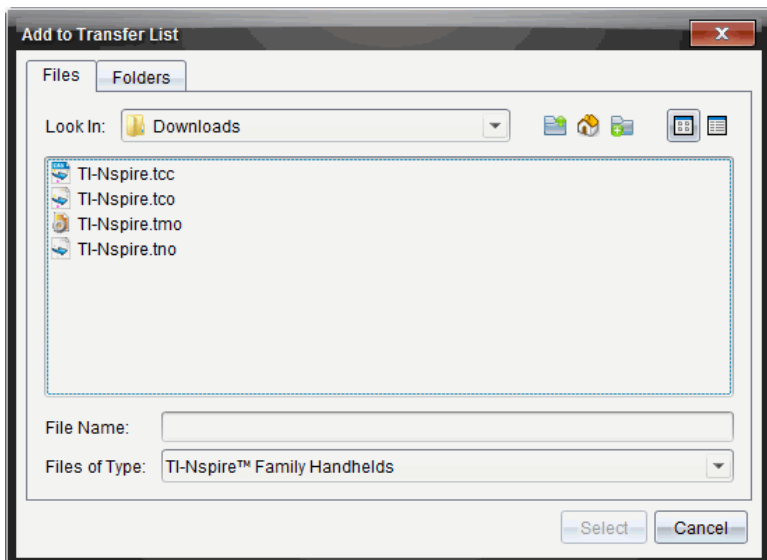 Add to Transfer List
Files
Folders
Look In:
Downloads
TI-Nspire.tcc
TI-Nspire.tco
TI-Nspire.tmo
TI-Nspire.tno
File Name:
Files of Type:
TI-Nspire™ Family Handhelds
Select
Cancel